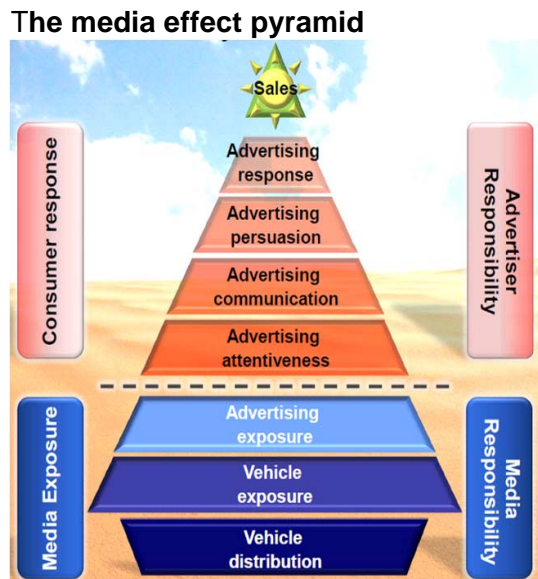 The media effect pyramid
Sales
Advertising
response
Advertising
persuasion
Advertising
communication
Advertising
attentiveness
Advertising
exposure
Vehicle
exposure
Vehicle
distribution
Consumer response
Media Exposure
Advertiser
Responsibility
Media
Responsibility